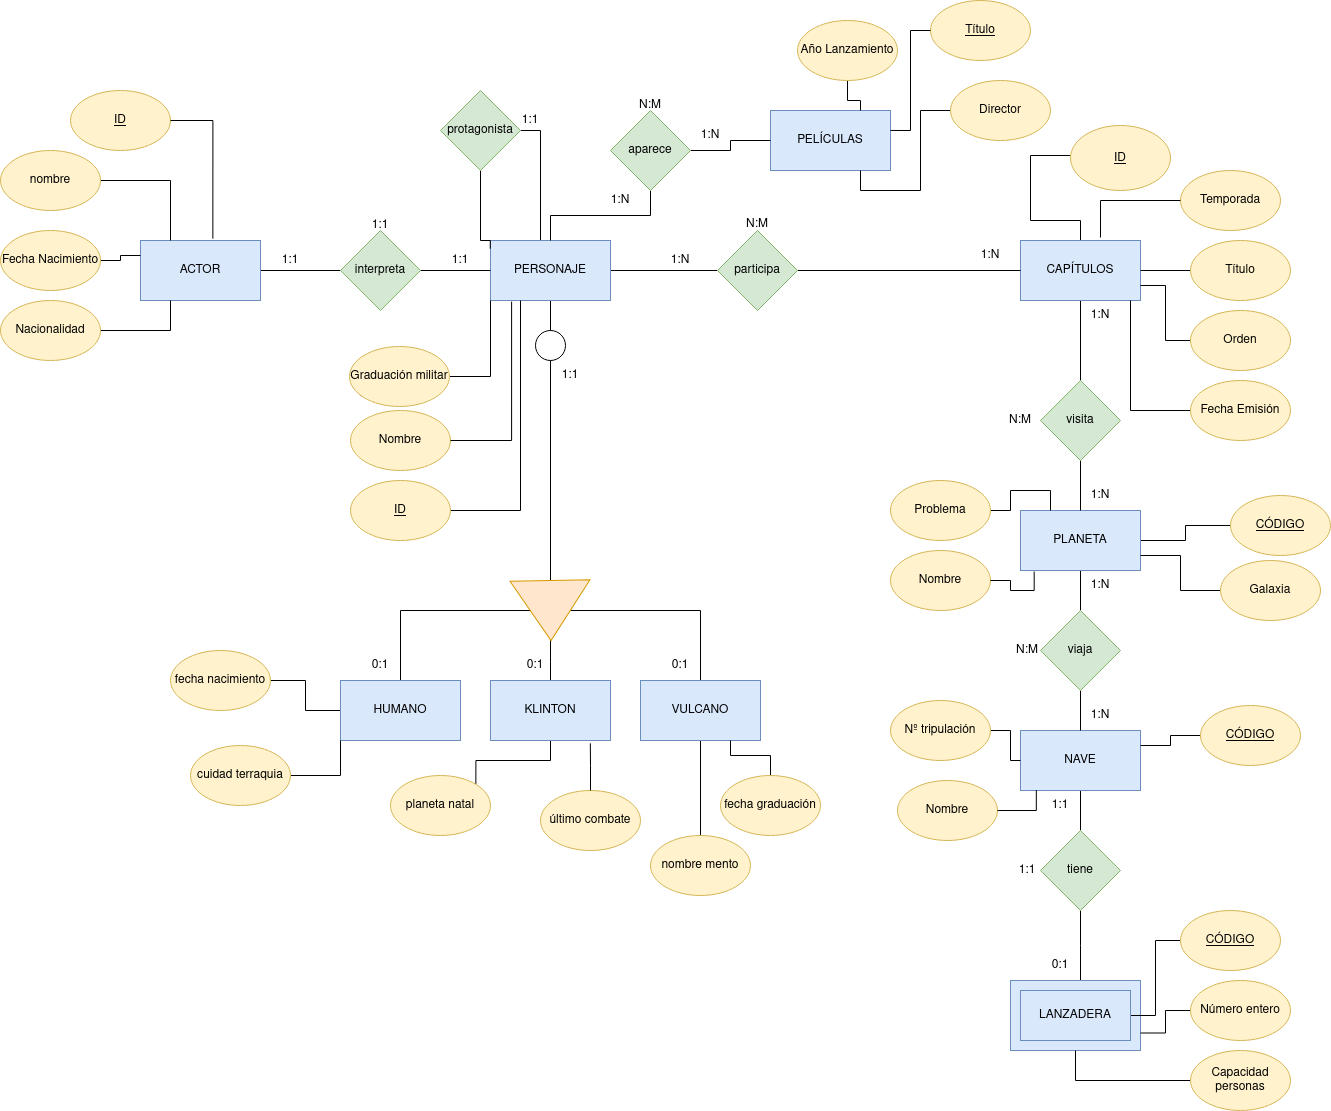 Título
Año Lanzamiento
Director
N:M
ID
protagonista
1:1
1:N
PELÍCULAS
aparece
ID
nombre
Temporada
1:N
1:1
N:M
Fecha Nacimiento
ACTOR
1:1
interpreta
1:1
PERSONAJE
1:N
participa
1:N
CAPÍTULOS
Título
Nacionalidad
1:N
Orden
Graduación militar
1:1
Nombre
N:M
visita
Fecha Emisión
1:N
ID
Problema
CÓDIGO
PLANETA
Nombre
1:N
Galaxia
0:1
0:1
0:1
N:M
viaja
fecha nacimiento
HUMANO
KLINTON
VULCANO
1:N
Nº tripulación
CÓDIGO
NAVE
cuidad terraquia
planeta natal
último combate
fecha graduación
Nombre
1:1
nombre mento
1:1
tiene
CÓDIGO
0:1
LANZADERA
Número entero
Capacidad
personas